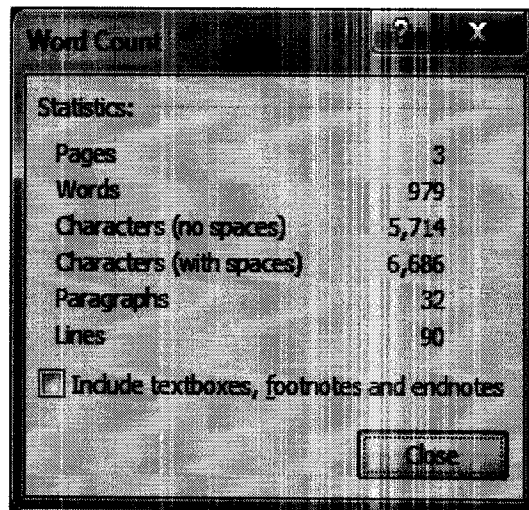 Word Count ? X
Statistics:
Pages 3
Words 979
Characters (no spaces) 5,714
Characters (with spaces) 6,686
Paragraphs 32
Lines 90
Include textboxes, footnotes and endnotes
Close